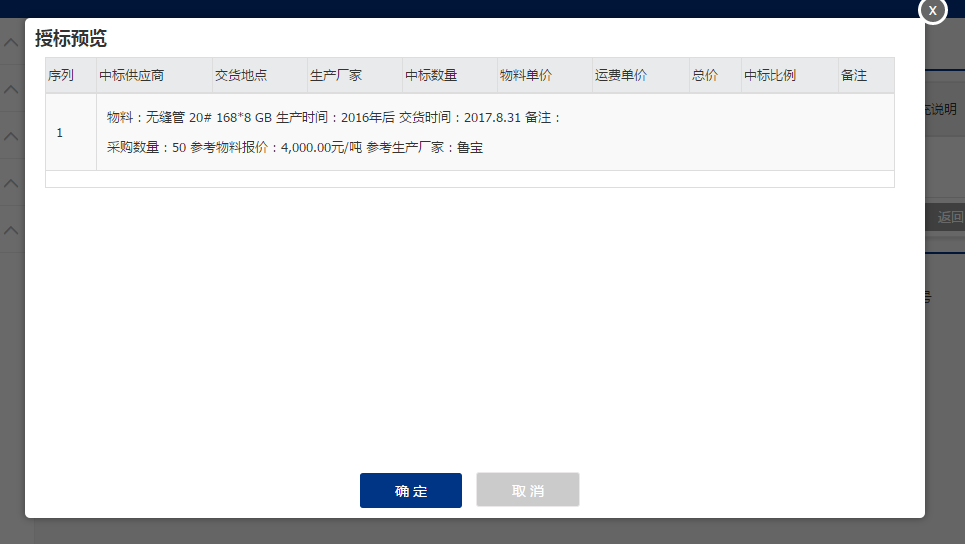 X
授标预览
序列 中标供应商 交货地点 生产厂家 中标数量 物料单价 运费单价 总价 中标比例 备注
1
物料：无缝管 20# 168*8 GB 生产时间：2016年后 交货时间：2017.8.31 备注：
采购数量：50 参考物料报价：4,000.00元/吨 参考生产厂家：鲁宝
说明
返回
号
确 定 取 消